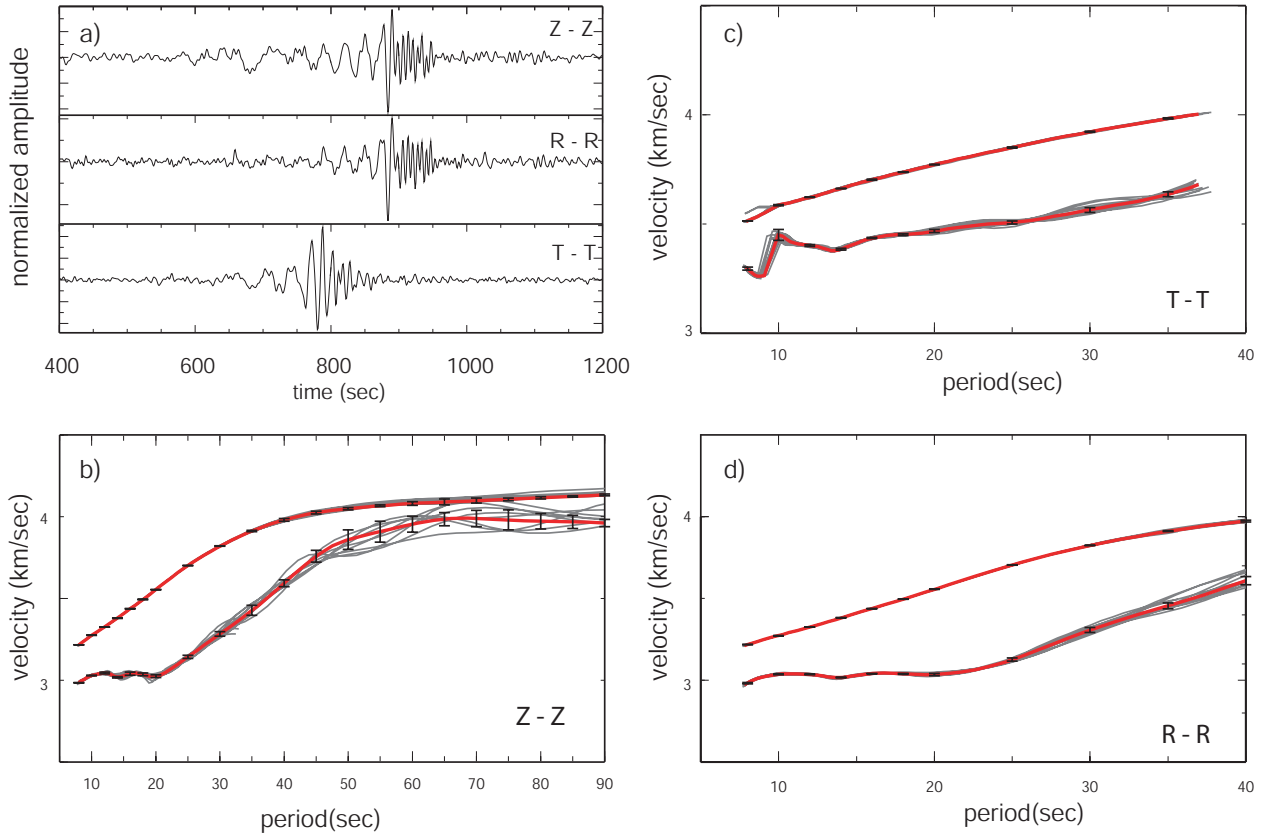 a)
Z - Z
R - R
T - T
normalized amplitude
400 600 800 1000 1200
time (sec)
c)
velocity (km/sec)
4
3
T - T
10 20 30 40
period(sec)
b)
velocity (km/sec)
4
3
Z - Z
10 20 30 40 50 60 70 80 90
period(sec)
d)
velocity (km/sec)
4
3
R - R
10 20 30 40
period(sec)